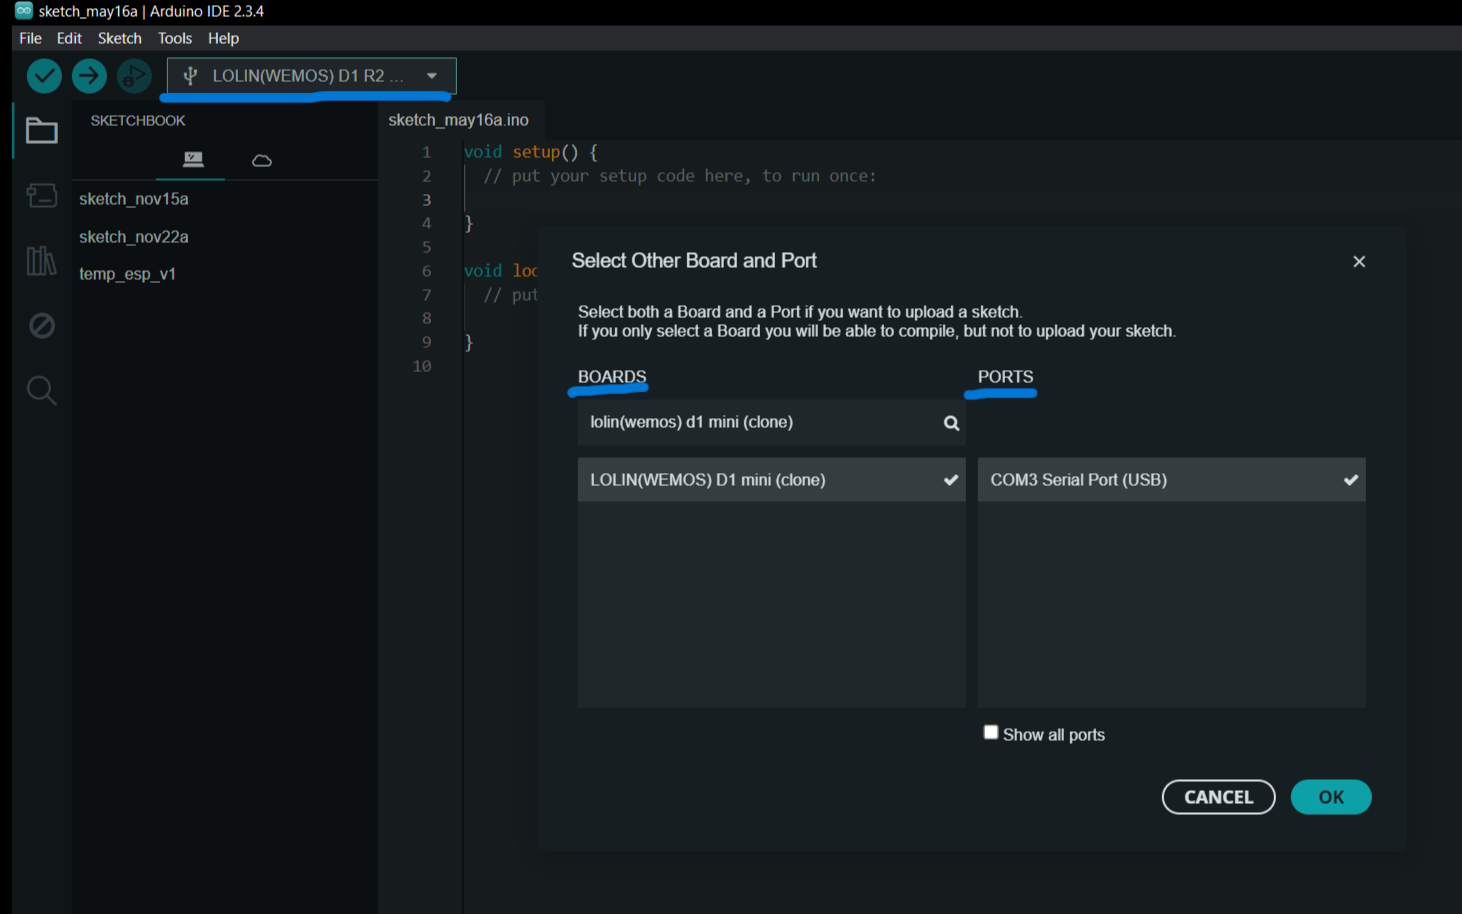 sketch_may16a | Arduino IDE 2.3.4
File Edit Sketch Tools Help
LOLIN(WEMOS) D1 R2 ...
SKETCHBOOK
sketch_nov15a
sketch_nov22a
temp_esp_v1
sketch_may16a.ino
1 void setup() {
2 // put your setup code here, to run once:
3
4 }
5
6 void loo
7 // put
8
9 }
10
Select Other Board and Port
Select both a Board and a Port if you want to upload a sketch.
If you only select a Board you will be able to compile, but not to upload your sketch.
BOARDS
lolin(wemos) d1 mini (clone)
LOLIN(WEMOS) D1 mini (clone)
PORTS
COM3 Serial Port (USB)
Show all ports
CANCEL OK